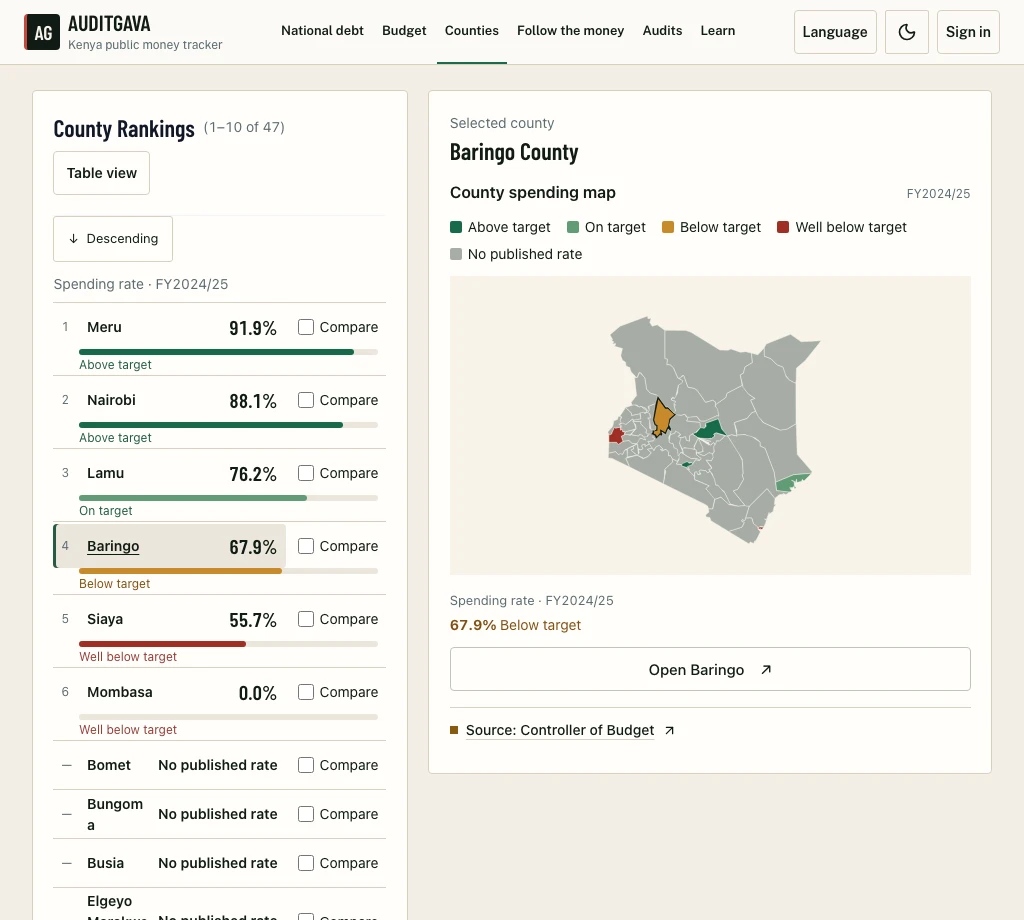 AG
AUDITGAVA
Kenya public money tracker
National debt
Budget
Counties
Follow the money
Audits
Learn
Language
Sign in
County Rankings (1–10 of 47)
Table view
↓ Descending
Spending rate · FY2024/25
1 Meru 91.9% Compare
Above target
2 Nairobi 88.1% Compare
Above target
3 Lamu 76.2% Compare
On target
4 Baringo 67.9% Compare
Below target
5 Siaya 55.7% Compare
Well below target
6 Mombasa 0.0% Compare
Well below target
— Bomet No published rate Compare
— Bungom
a No published rate Compare
— Busia No published rate Compare
Elgeyo
Selected county
Baringo County
County spending map FY2024/25
Above target On target Below target Well below target
No published rate
Spending rate · FY2024/25
67.9% Below target
Open Baringo ↗
Source: Controller of Budget ↗